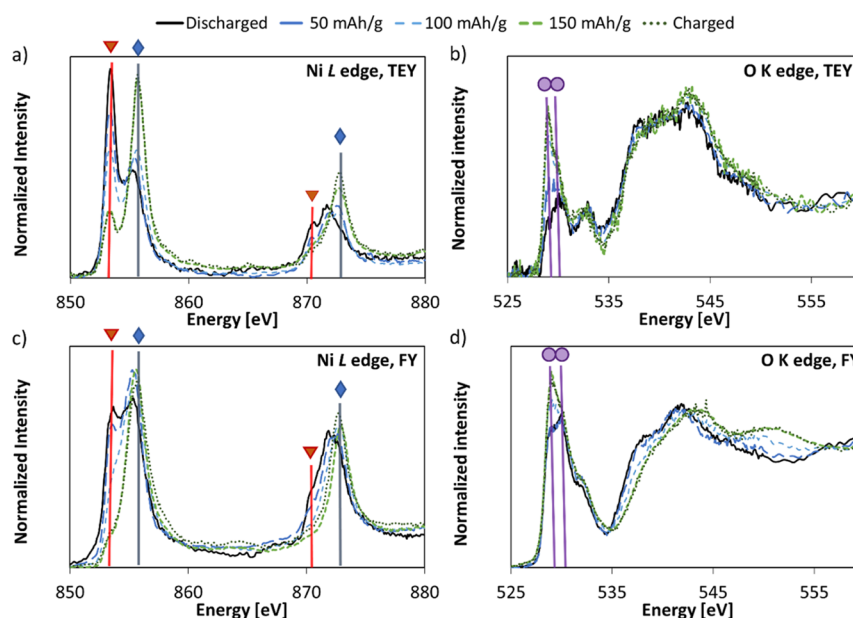 Discharged 50 mAh/g 100 mAh/g 150 mAh/g Charged
a) Ni L edge, TEY
Normalized Intensity
850 860 870 880
Energy [eV]
b) O K edge, TEY
Normalized intensity
525 535 545 555
Energy [eV]
c) Ni L edge, FY
Normalized Intensity
850 860 870 880
Energy [eV]
d) O K edge, FY
Normalized intensity
525 535 545 555
Energy [eV]